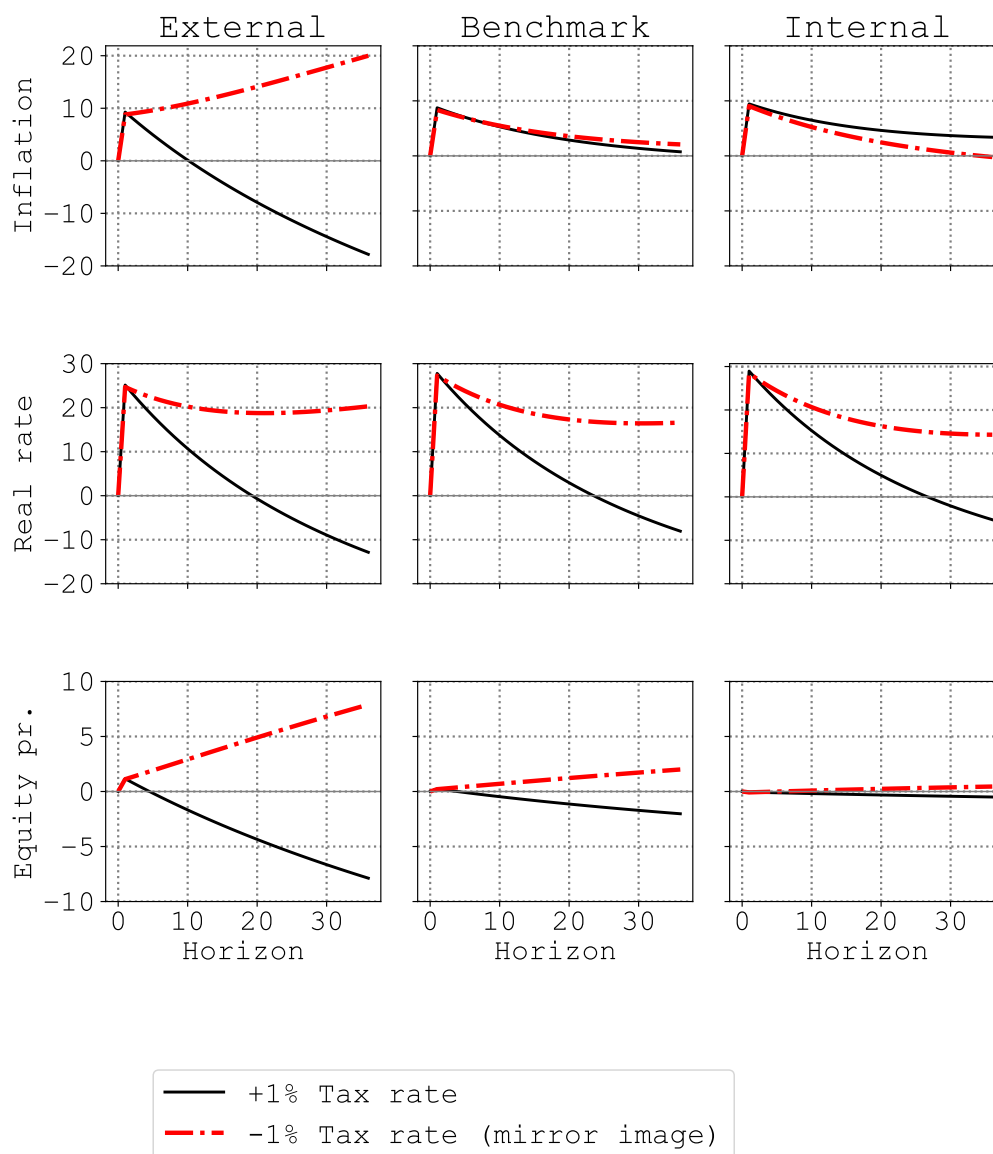 External Benchmark Internal
Inflation
20
10
0
−10
−20
Real rate
30
20
10
0
−10
−20
Equity pr.
10
5
0
−5
−10
0 10 20 30 0 10 20 30 0 10 20 30
Horizon Horizon Horizon
+1% Tax rate
-1% Tax rate (mirror image)